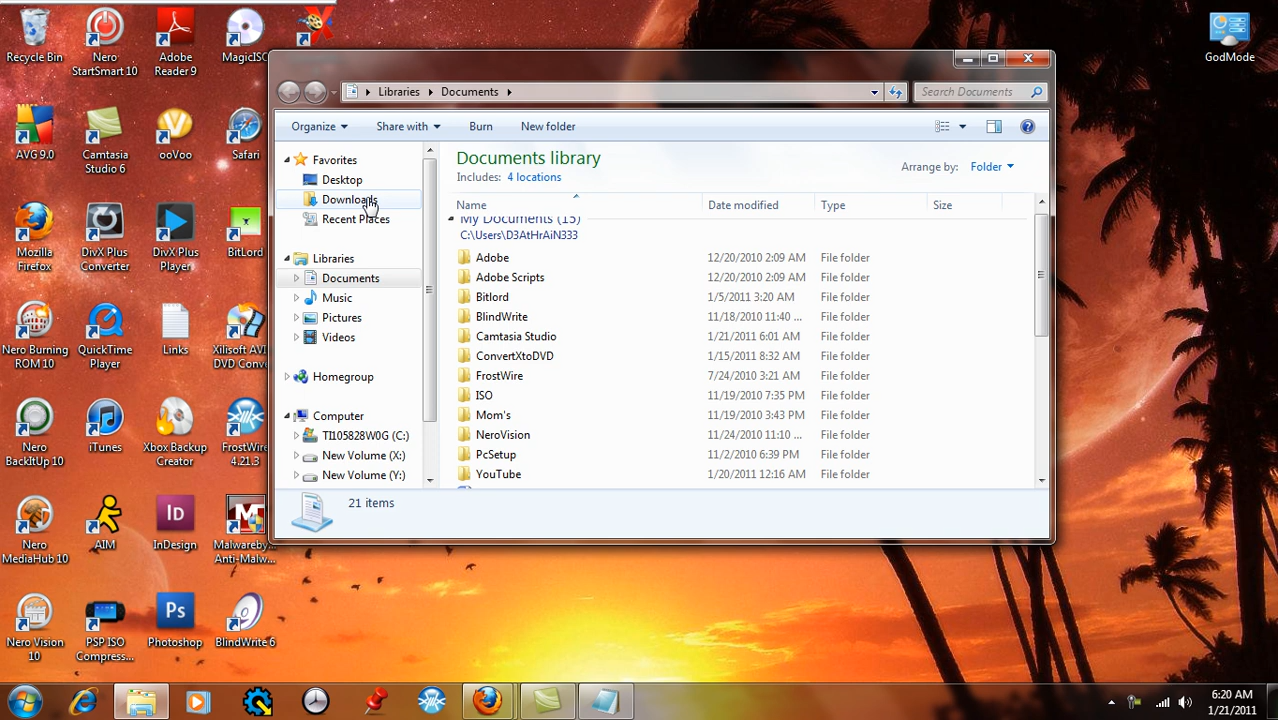 Recycle Bin
Nero
StartSmart 10
Adobe
Reader 9
MagicISO
GodMode
AVG 9.0
Camtasia
Studio 6
ooVoo
Safari
Mozilla
Firefox
DivX Plus
Converter
DivX Plus
Player
BitLord
Nero Burning
ROM 10
QuickTime
Player
Links
Xilisoft AVI
DVD Conv
Nero
BackItUp 10
iTunes
Xbox Backup
Creator
FrostWire
4.21.3
Nero
MediaHub 10
AIM
Id
InDesign
Malwareby
Anti-Malw...
Nero Vision
10
PSP ISO
Compress...
Ps
Photoshop
BlindWrite 6
Libraries
Documents
Search Documents
Organize
Share with
Burn
New folder
Favorites
Desktop
Downloads
Recent Places
Libraries
Documents
Music
Pictures
Videos
Homegroup
Computer
TI105828W0G (C:)
New Volume (X:)
New Volume (Y:)
Documents library
Includes: 4 locations
Arrange by: Folder
Name Date modified Type Size
My Documents (15)
C:\Users\D3AtHrAiN333
Adobe 12/20/2010 2:09 AM File folder
Adobe Scripts 12/20/2010 2:09 AM File folder
Bitlord 1/5/2011 3:20 AM File folder
BlindWrite 11/18/2010 11:40 ... File folder
Camtasia Studio 1/21/2011 6:01 AM File folder
ConvertXtoDVD 1/15/2011 8:32 AM File folder
FrostWire 7/24/2010 3:21 AM File folder
ISO 11/19/2010 7:35 PM File folder
Mom's 11/19/2010 3:43 PM File folder
NeroVision 11/24/2010 11:10 ... File folder
PcSetup 11/2/2010 6:39 PM File folder
YouTube 1/20/2011 12:16 AM File folder
21 items
6:20 AM
1/21/2011